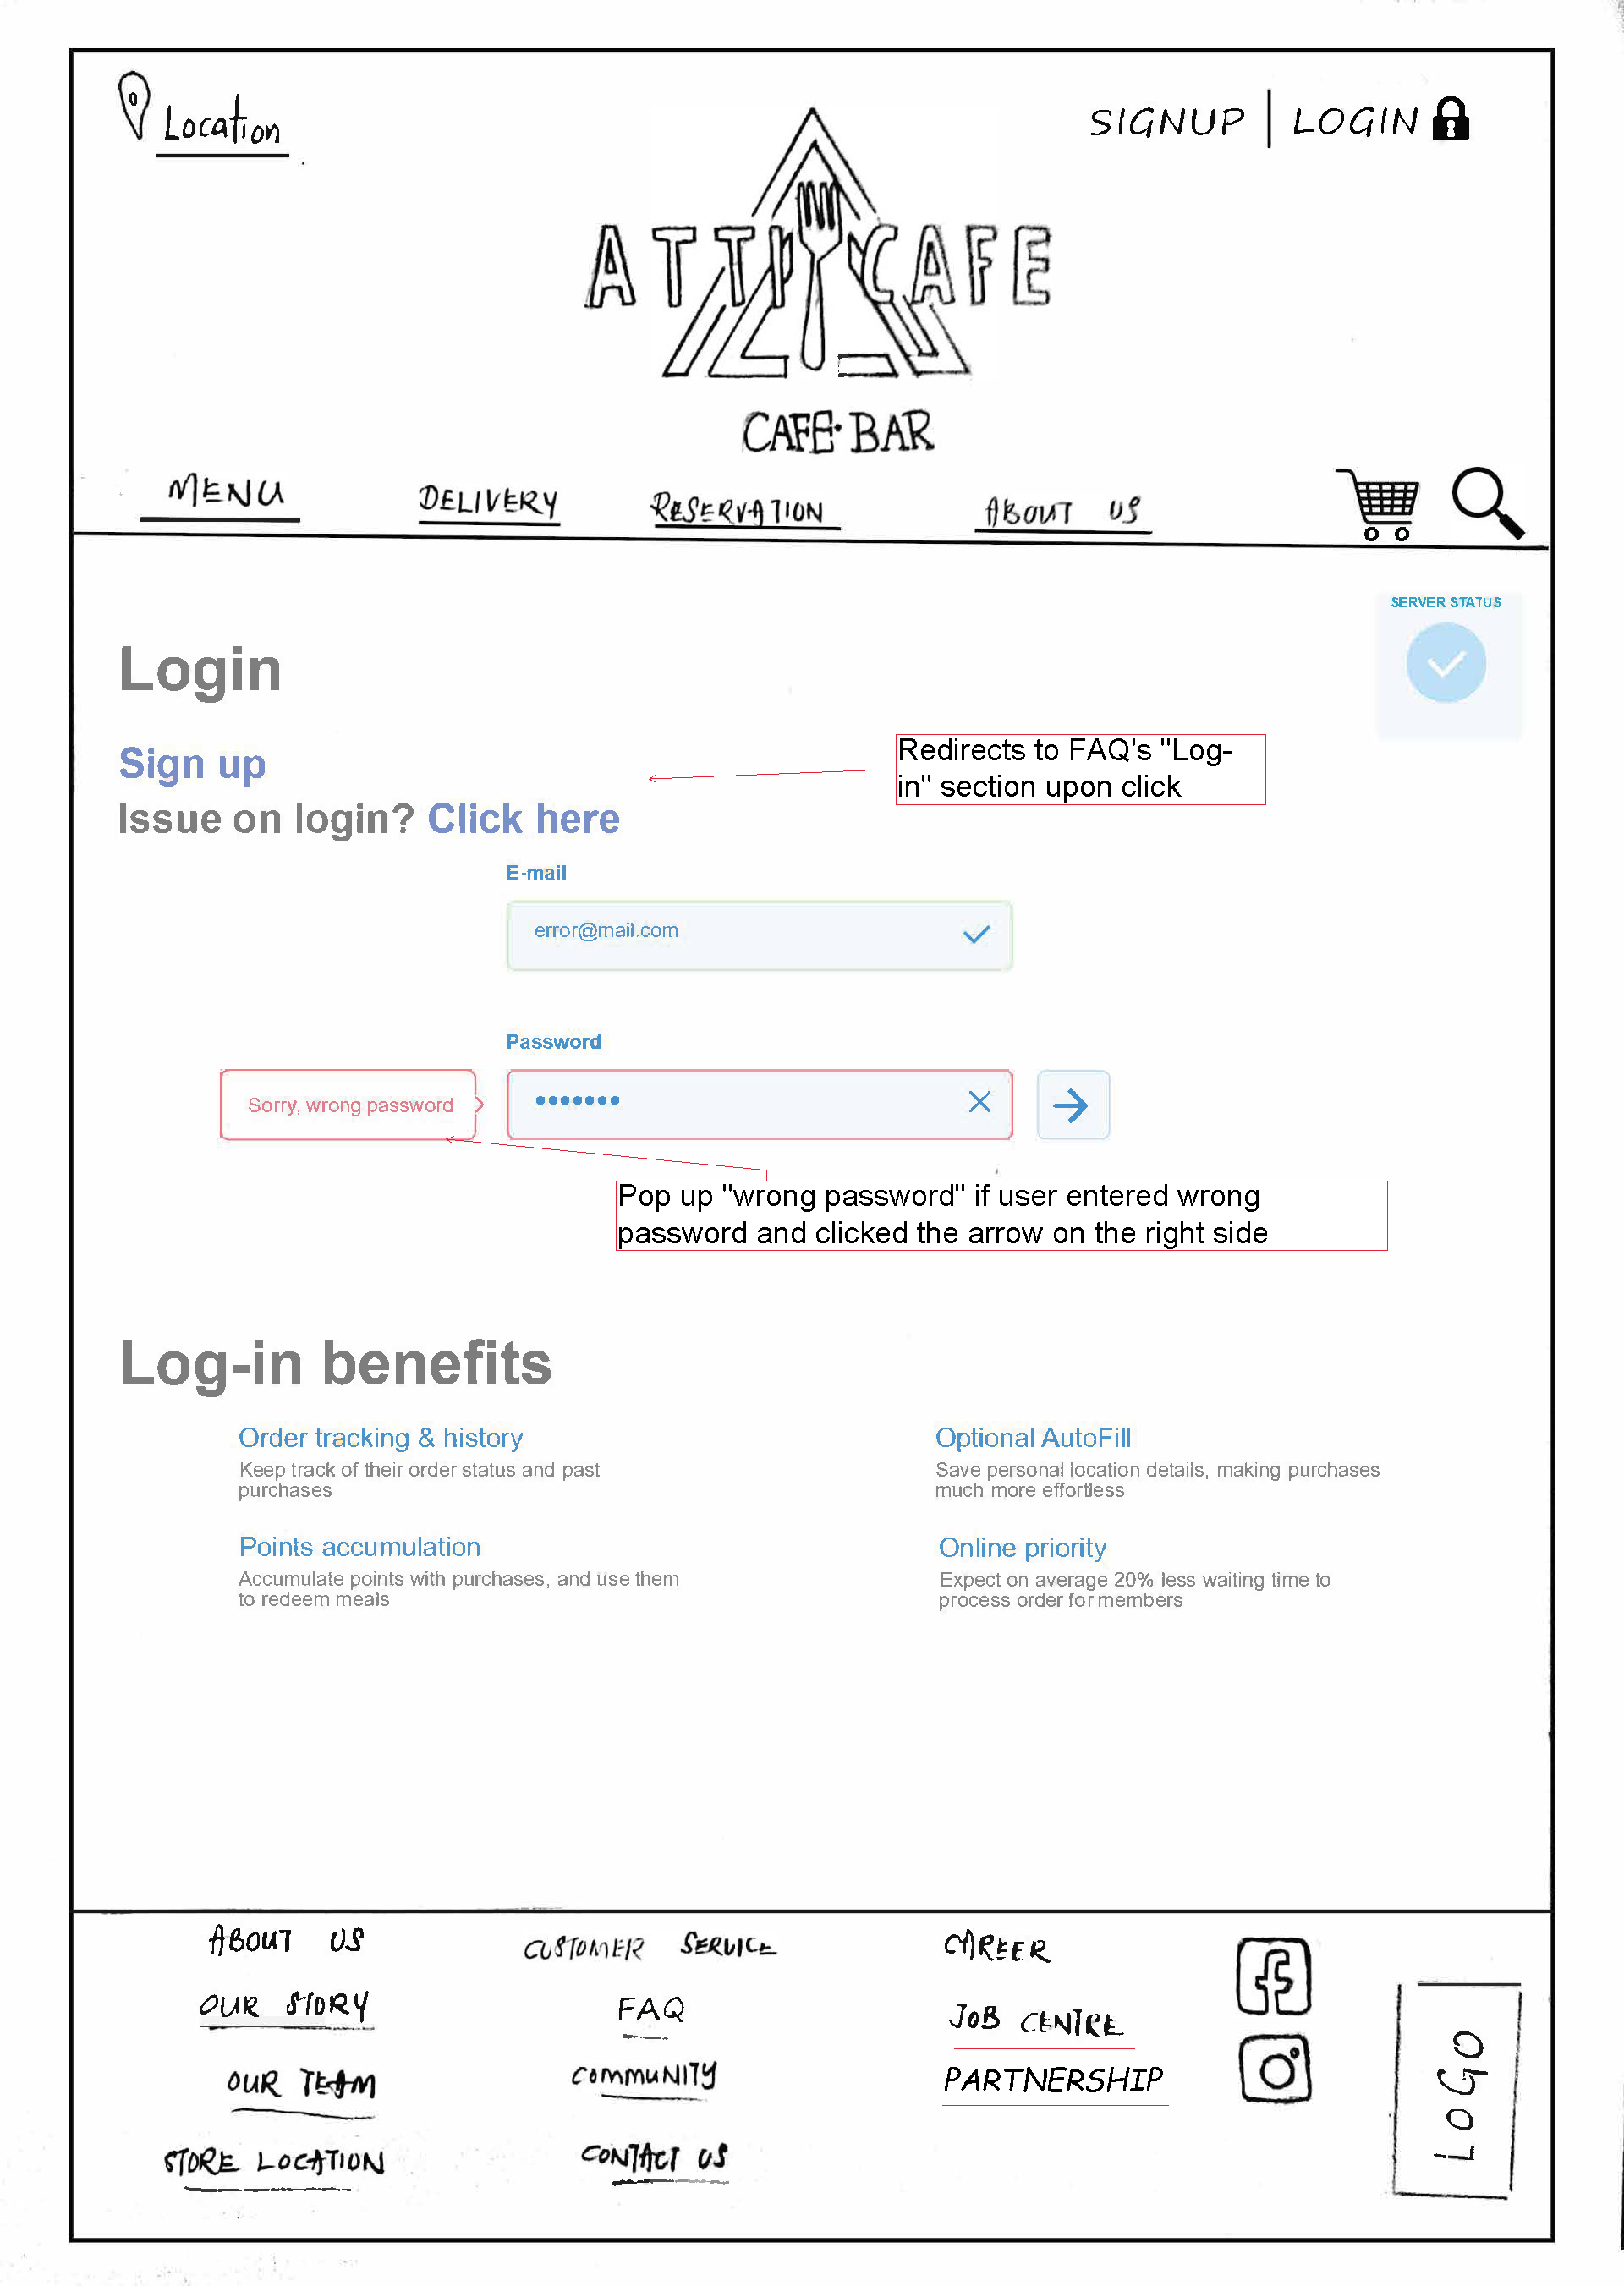 Location
SIGNUP | LOGIN
ATTIC CAFE
CAFE·BAR
MENU
DELIVERY
RESERVATION
ABOUT US
SERVER STATUS
Login
Sign up
Redirects to FAQ's "Log-
in" section upon click
Issue on login? Click here
E-mail
error@mail.com
Password
Sorry, wrong password
Pop up "wrong password" if user entered wrong
password and clicked the arrow on the right side
Log-in benefits
Order tracking & history
Keep track of their order status and past
purchases
Optional AutoFill
Save personal location details, making purchases
much more effortless
Points accumulation
Accumulate points with purchases, and use them
to redeem meals
Online priority
Expect on average 20% less waiting time to
process order for members
ABOUT US
OUR STORY
OUR TEAM
STORE LOCATION
CUSTOMER SERVICE
FAQ
COMMUNITY
CONTACT US
CAREER
JOB CENTRE
PARTNERSHIP
LOGO